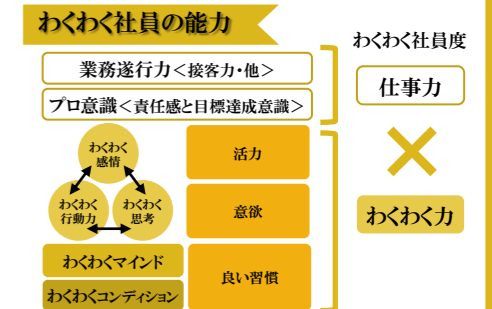 わくわく社員の能力
わくわく社員度
業務遂行力＜接客力・他＞
仕事力
プロ意識＜責任感と目標達成意識＞
わくわく
感情
活力
わくわく
行動力
わくわく
思考
意欲
わくわく力
わくわくマインド
良い習慣
わくわくコンディション